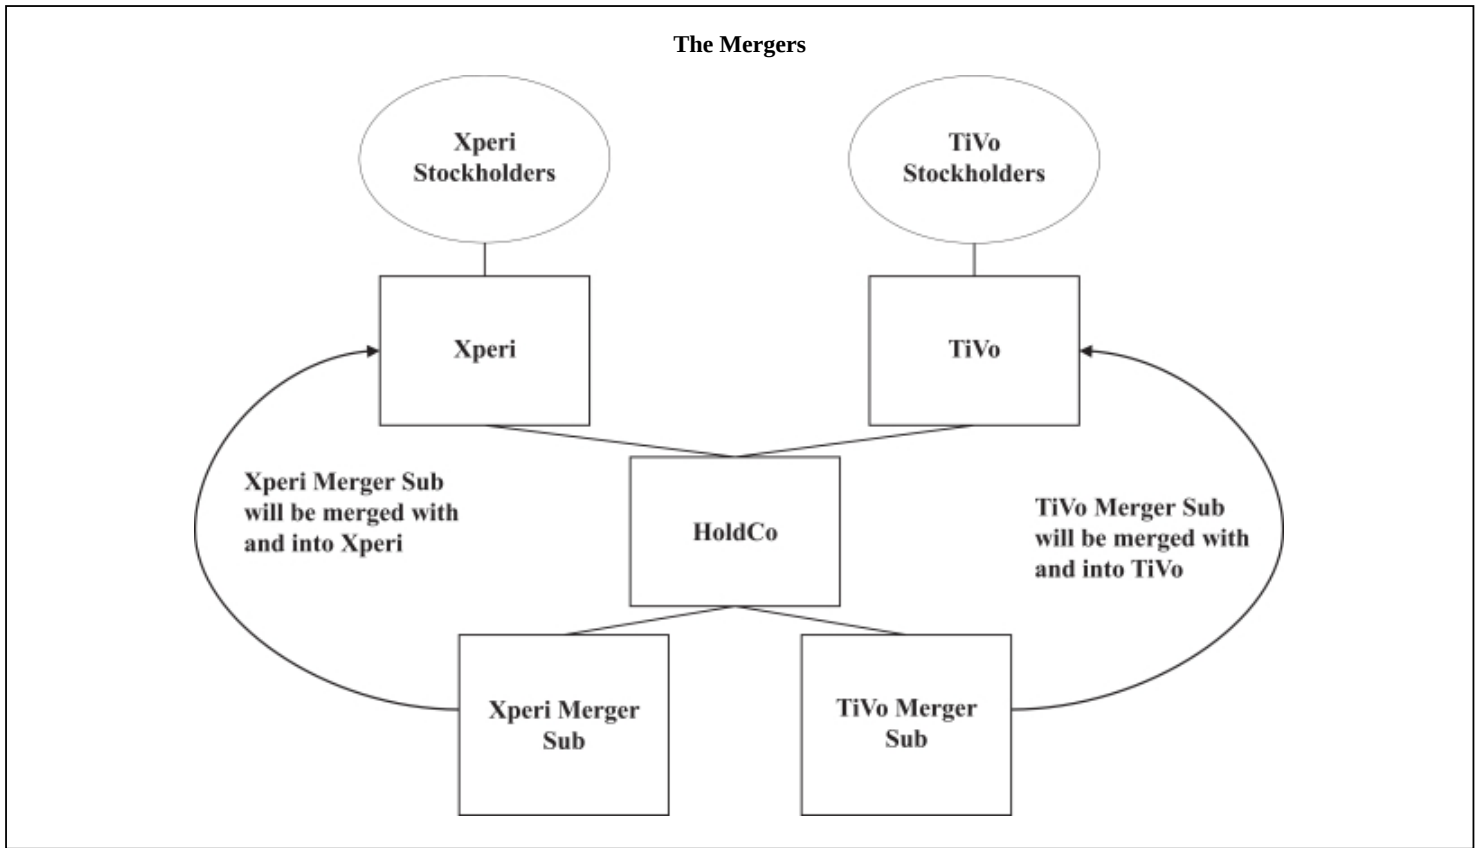 The Mergers
Xperi
Stockholders
TiVo
Stockholders
Xperi
TiVo
Xperi Merger Sub
will be merged with
and into Xperi
HoldCo
TiVo Merger Sub
will be merged with
and into TiVo
Xperi Merger
Sub
TiVo Merger
Sub